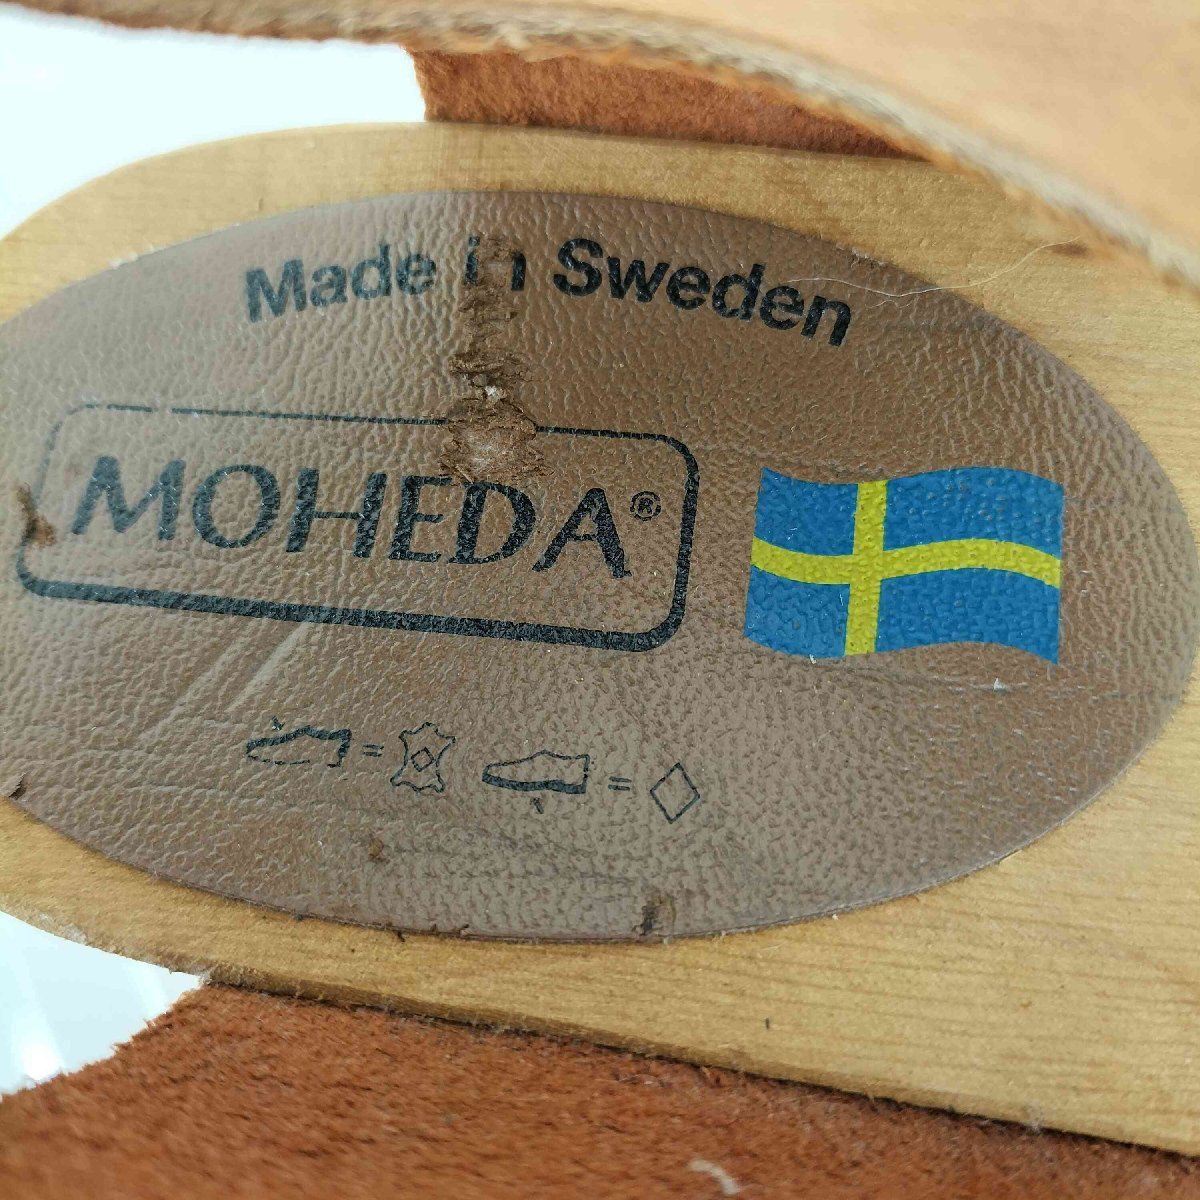 Made in Sweden
MOHEDA®
= =